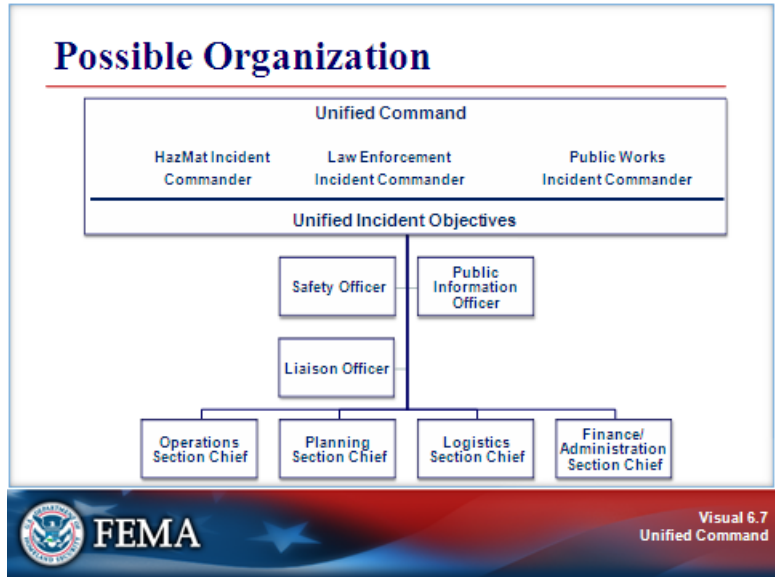 Possible Organization
Unified Command
HazMat Incident
Commander
Law Enforcement
Incident Commander
Public Works
Incident Commander
Unified Incident Objectives
Safety Officer
Public
Information
Officer
Liaison Officer
Operations
Section Chief
Planning
Section Chief
Logistics
Section Chief
Finance/
Administration
Section Chief
FEMA
Visual 6.7
Unified Command